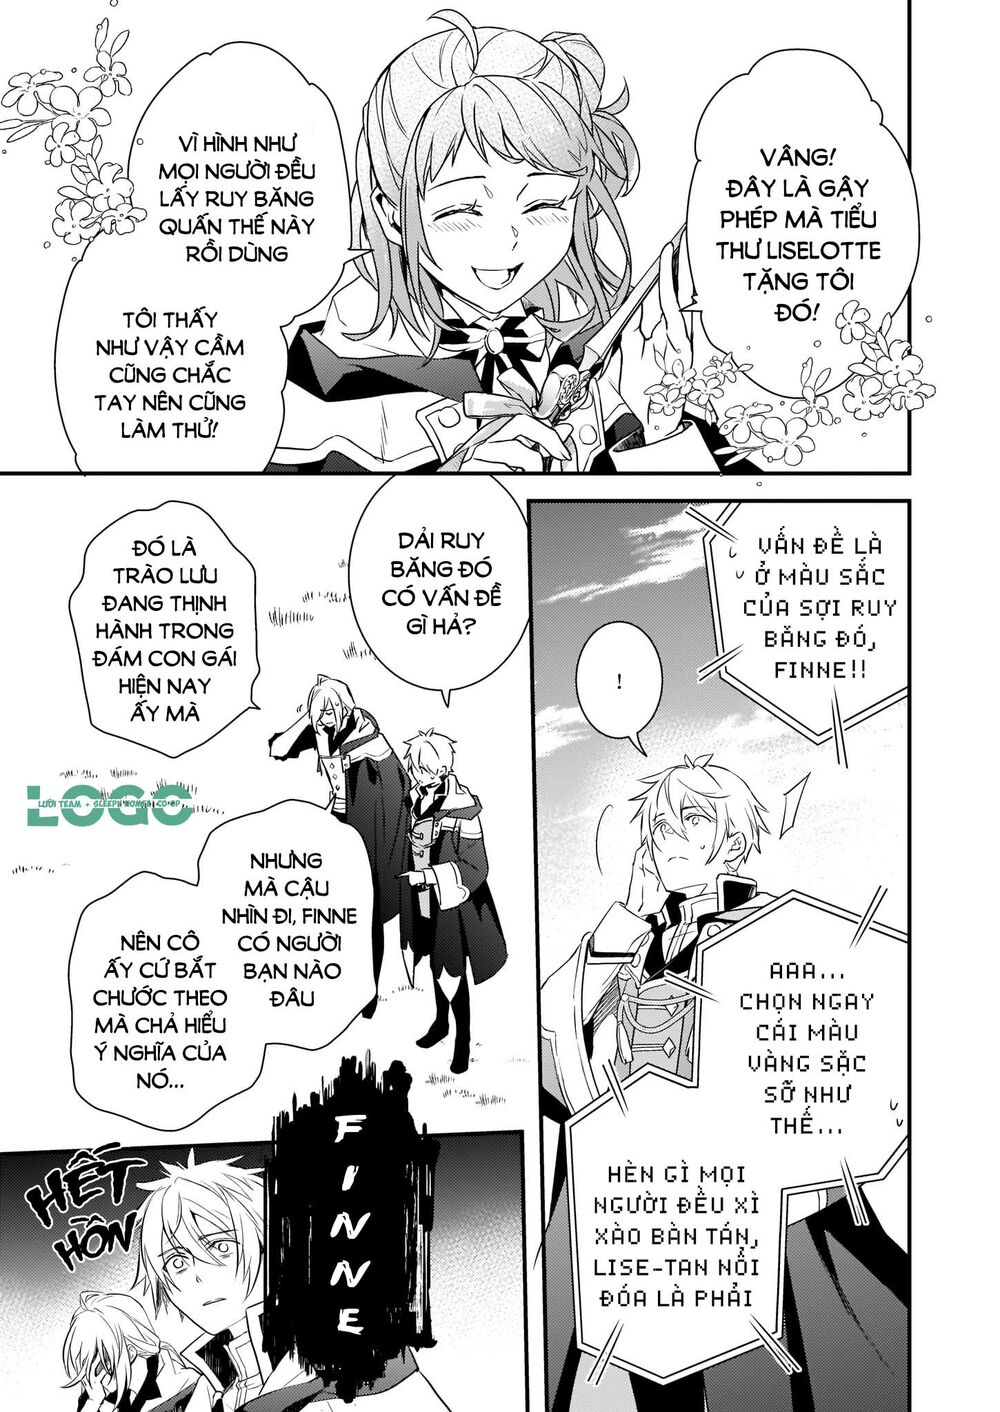 VÂNG!
ĐÂY LÀ GẬY
PHÉP MÀ TIỂU
THƯ LISELOTTE
TẶNG TÔI
ĐÓ!
VÌ HÌNH NHƯ
MỌI NGƯỜI ĐỀU
LẤY RUY BĂNG
QUẤN THẾ NÀY
RỒI DÙNG
TÔI THẤY
NHƯ VẬY CẦM
CŨNG CHẮC
TAY NÊN CŨNG
LÀM THỬ!
VẤN ĐỀ LÀ
Ở MÀU SẮC
CỦA SỢI RUY
BẰNG ĐÓ,
FINNE!!
!
AAA...
CHỌN NGAY
CÁI MÀU
VÀNG SẶC
SỠ NHƯ
THẾ...
HÈN GÌ MỌI
NGƯỜI ĐỀU XÌ
XÀO BÀN TÁN,
LISE-TAN NỔI
ĐÓA LÀ PHẢI
DẢI RUY
BĂNG ĐÓ
CÓ VẤN ĐỀ
GÌ HẢ?
ĐÓ LÀ
TRÀO LƯU
ĐANG THỊNH
HÀNH TRONG
ĐÁM CON GÁI
HIỆN NAY
ẤY MÀ
NHƯNG
MÀ CẬU
NHÌN ĐI, FINNE
CÓ NGƯỜI
BẠN NÀO
ĐÂU
NÊN CÔ
ẤY CỨ BẮT
CHƯỚC THEO
MÀ CHẢ HIỂU
Ý NGHĨA CỦA
NÓ...
LOGO
FINNE
HẾT
HỒN